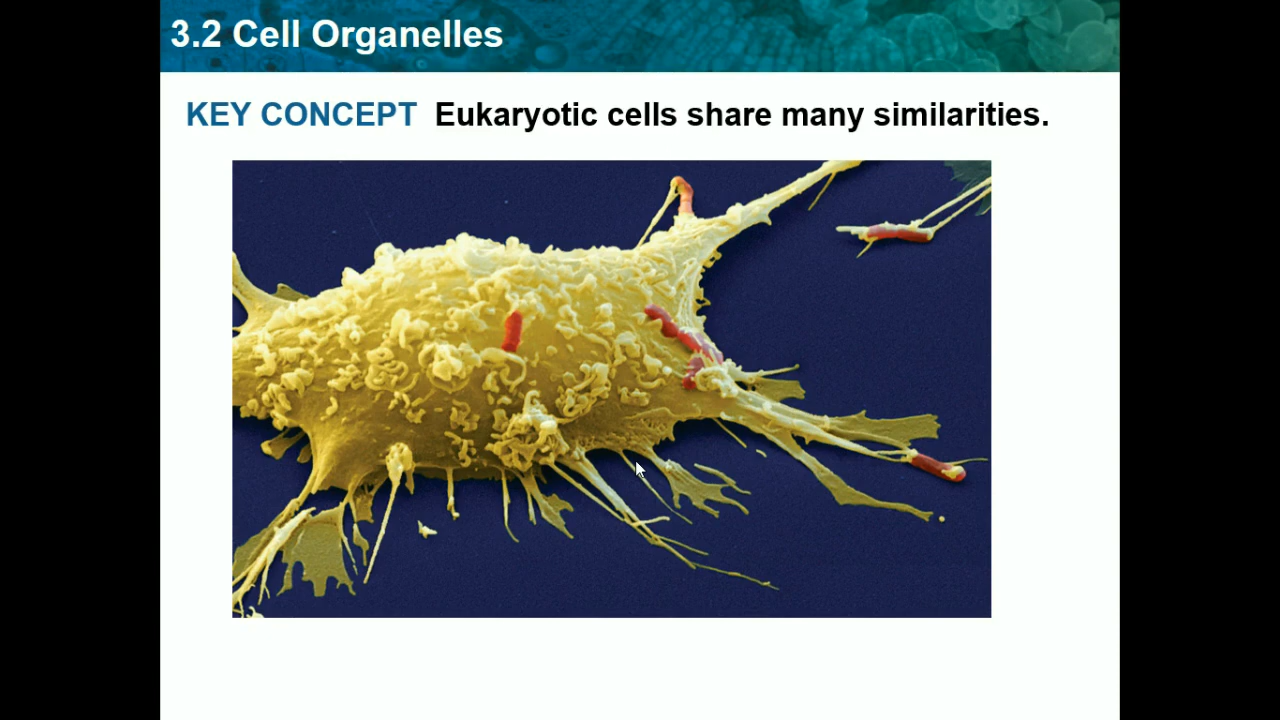 3.2 Cell Organelles
KEY CONCEPT Eukaryotic cells share many similarities.